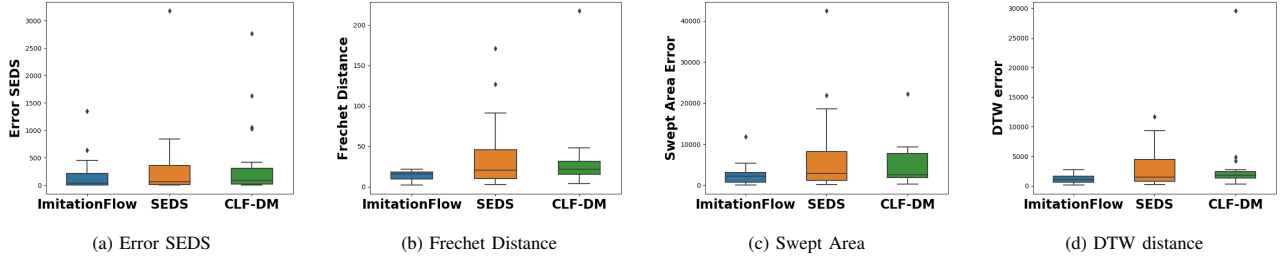 3000
2500
2000
1500
1000
500
0
Error SEDS
ImitationFlow SEDS CLF-DM
(a) Error SEDS
200
150
100
50
0
Frechet Distance
ImitationFlow SEDS CLF-DM
(b) Frechet Distance
40000
30000
20000
10000
0
Swept Area Error
ImitationFlow SEDS CLF-DM
(c) Swept Area
30000
25000
20000
15000
10000
5000
0
DTW error
ImitationFlow SEDS CLF-DM
(d) DTW distance